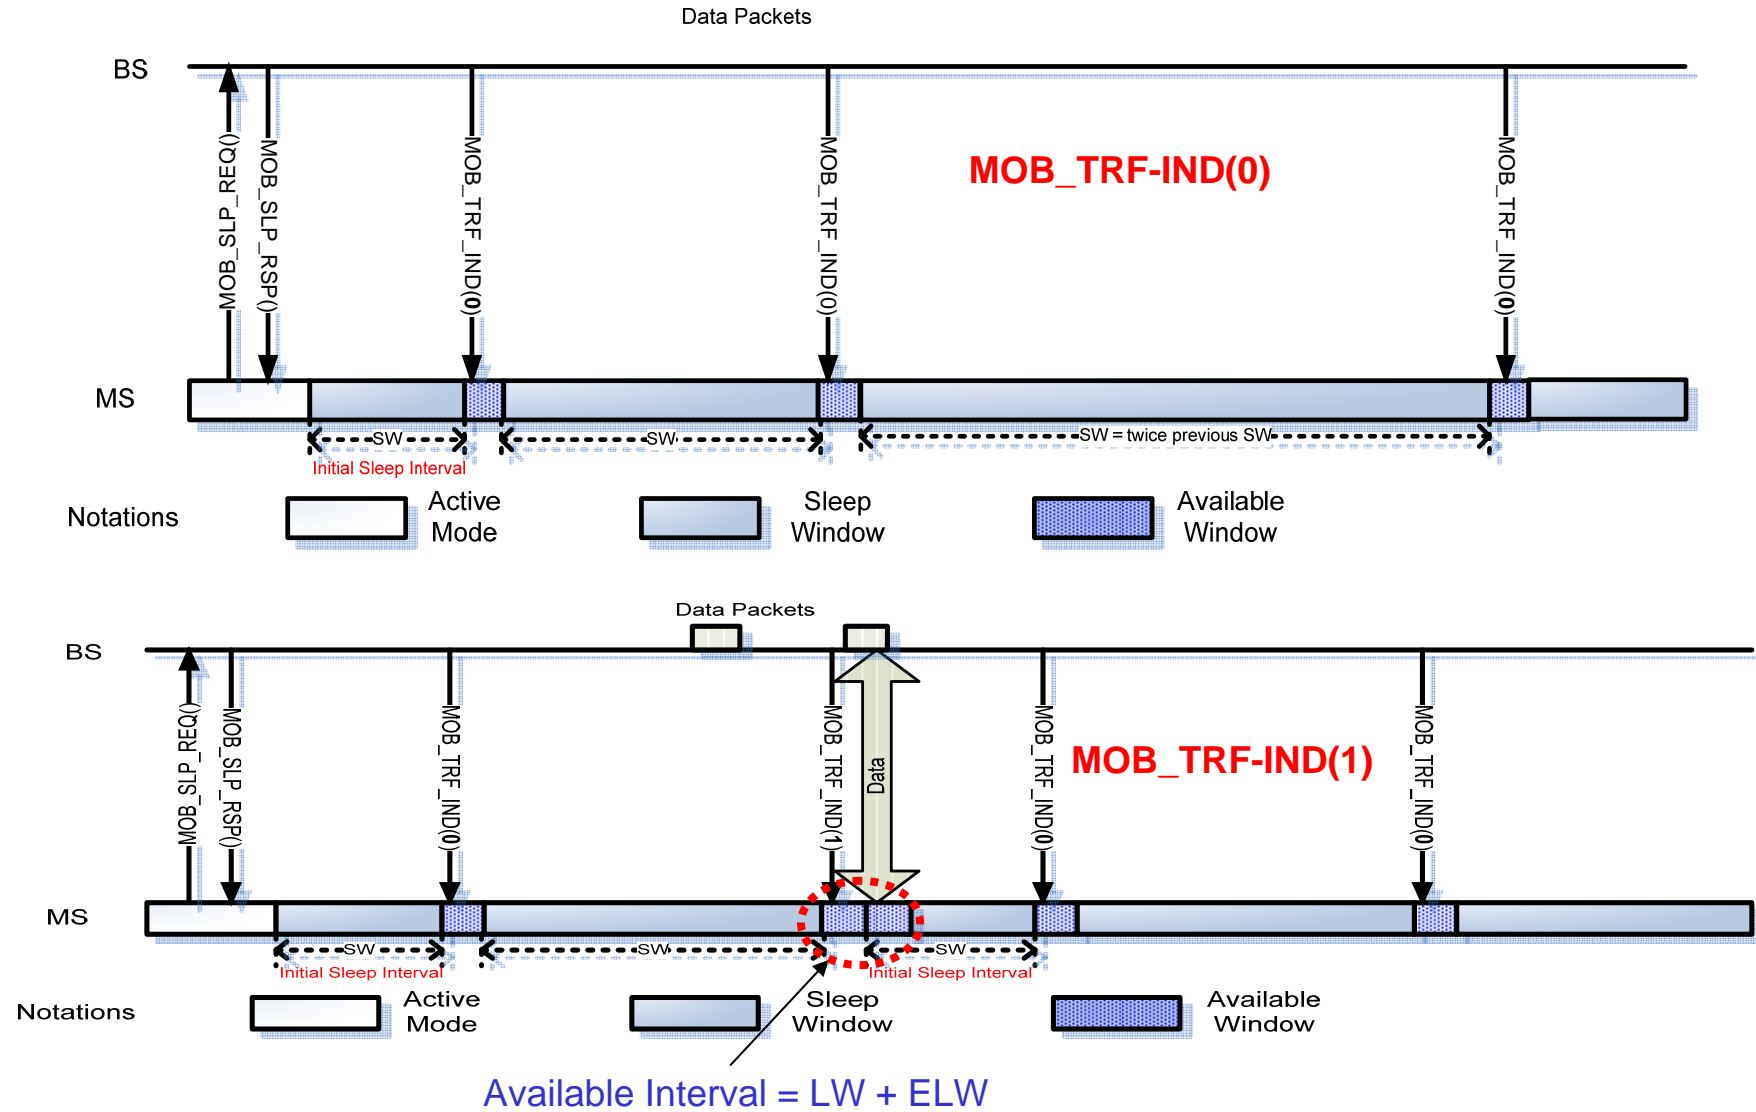 Data Packets
BS
MOB_SLP_REQ()
MOB_SLP_RSP()
MOB_TRF_IND(0)
MOB_TRF_IND(0)
MOB_TRF-IND(0)
MOB_TRF_IND(0)
MS
SW
SW
SW = twice previous SW
Initial Sleep Interval
Notations
Active
Mode
Sleep
Window
Available
Window
Data Packets
BS
MOB_SLP_REQ()
MOB_SLP_RSP()
MOB_TRF_IND(0)
MOB_TRF_IND(1)
Data
MOB_TRF_IND(0)
MOB_TRF-IND(1)
MOB_TRF_IND(0)
MS
SW
SW
SW
Initial Sleep Interval
Initial Sleep Interval
Notations
Active
Mode
Sleep
Window
Available
Window
Available Interval = LW + ELW